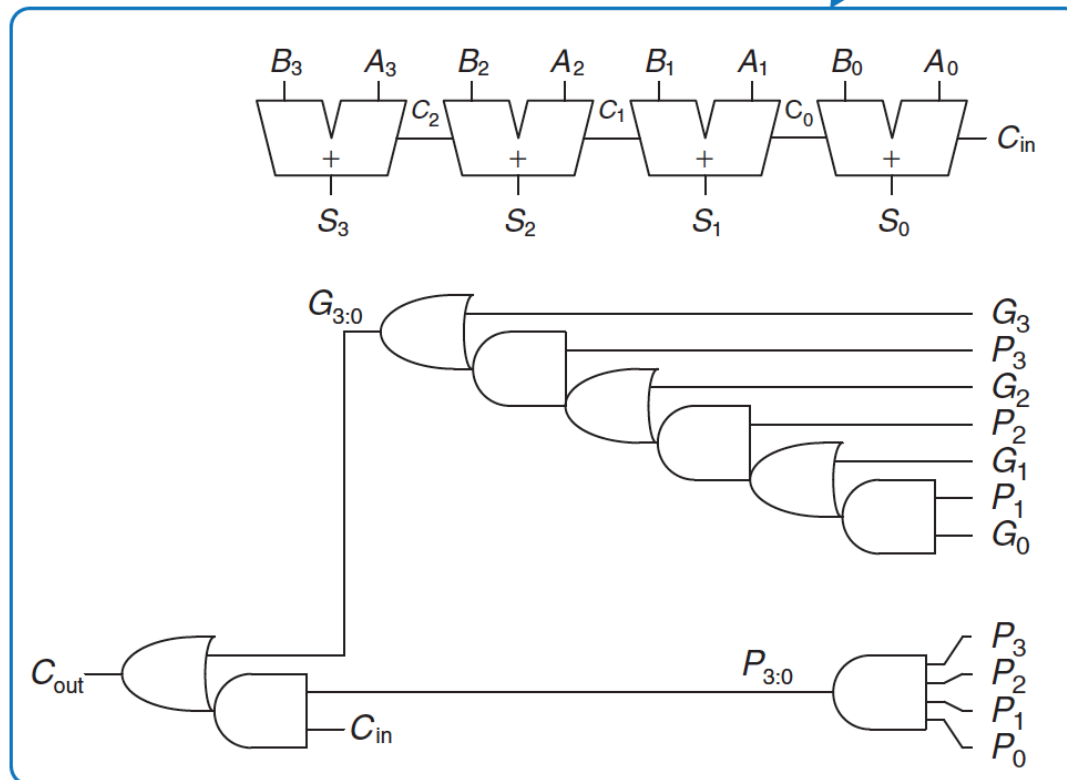 B3 A3 B2 A2 B1 A1 B0 A0
C2 C1 C0 Cin
+ + + +
S3 S2 S1 S0
G3:0 G3
P3
G2
P2
G1
P1
G0
P3
P3:0 P2
Cout P1
Cin P0